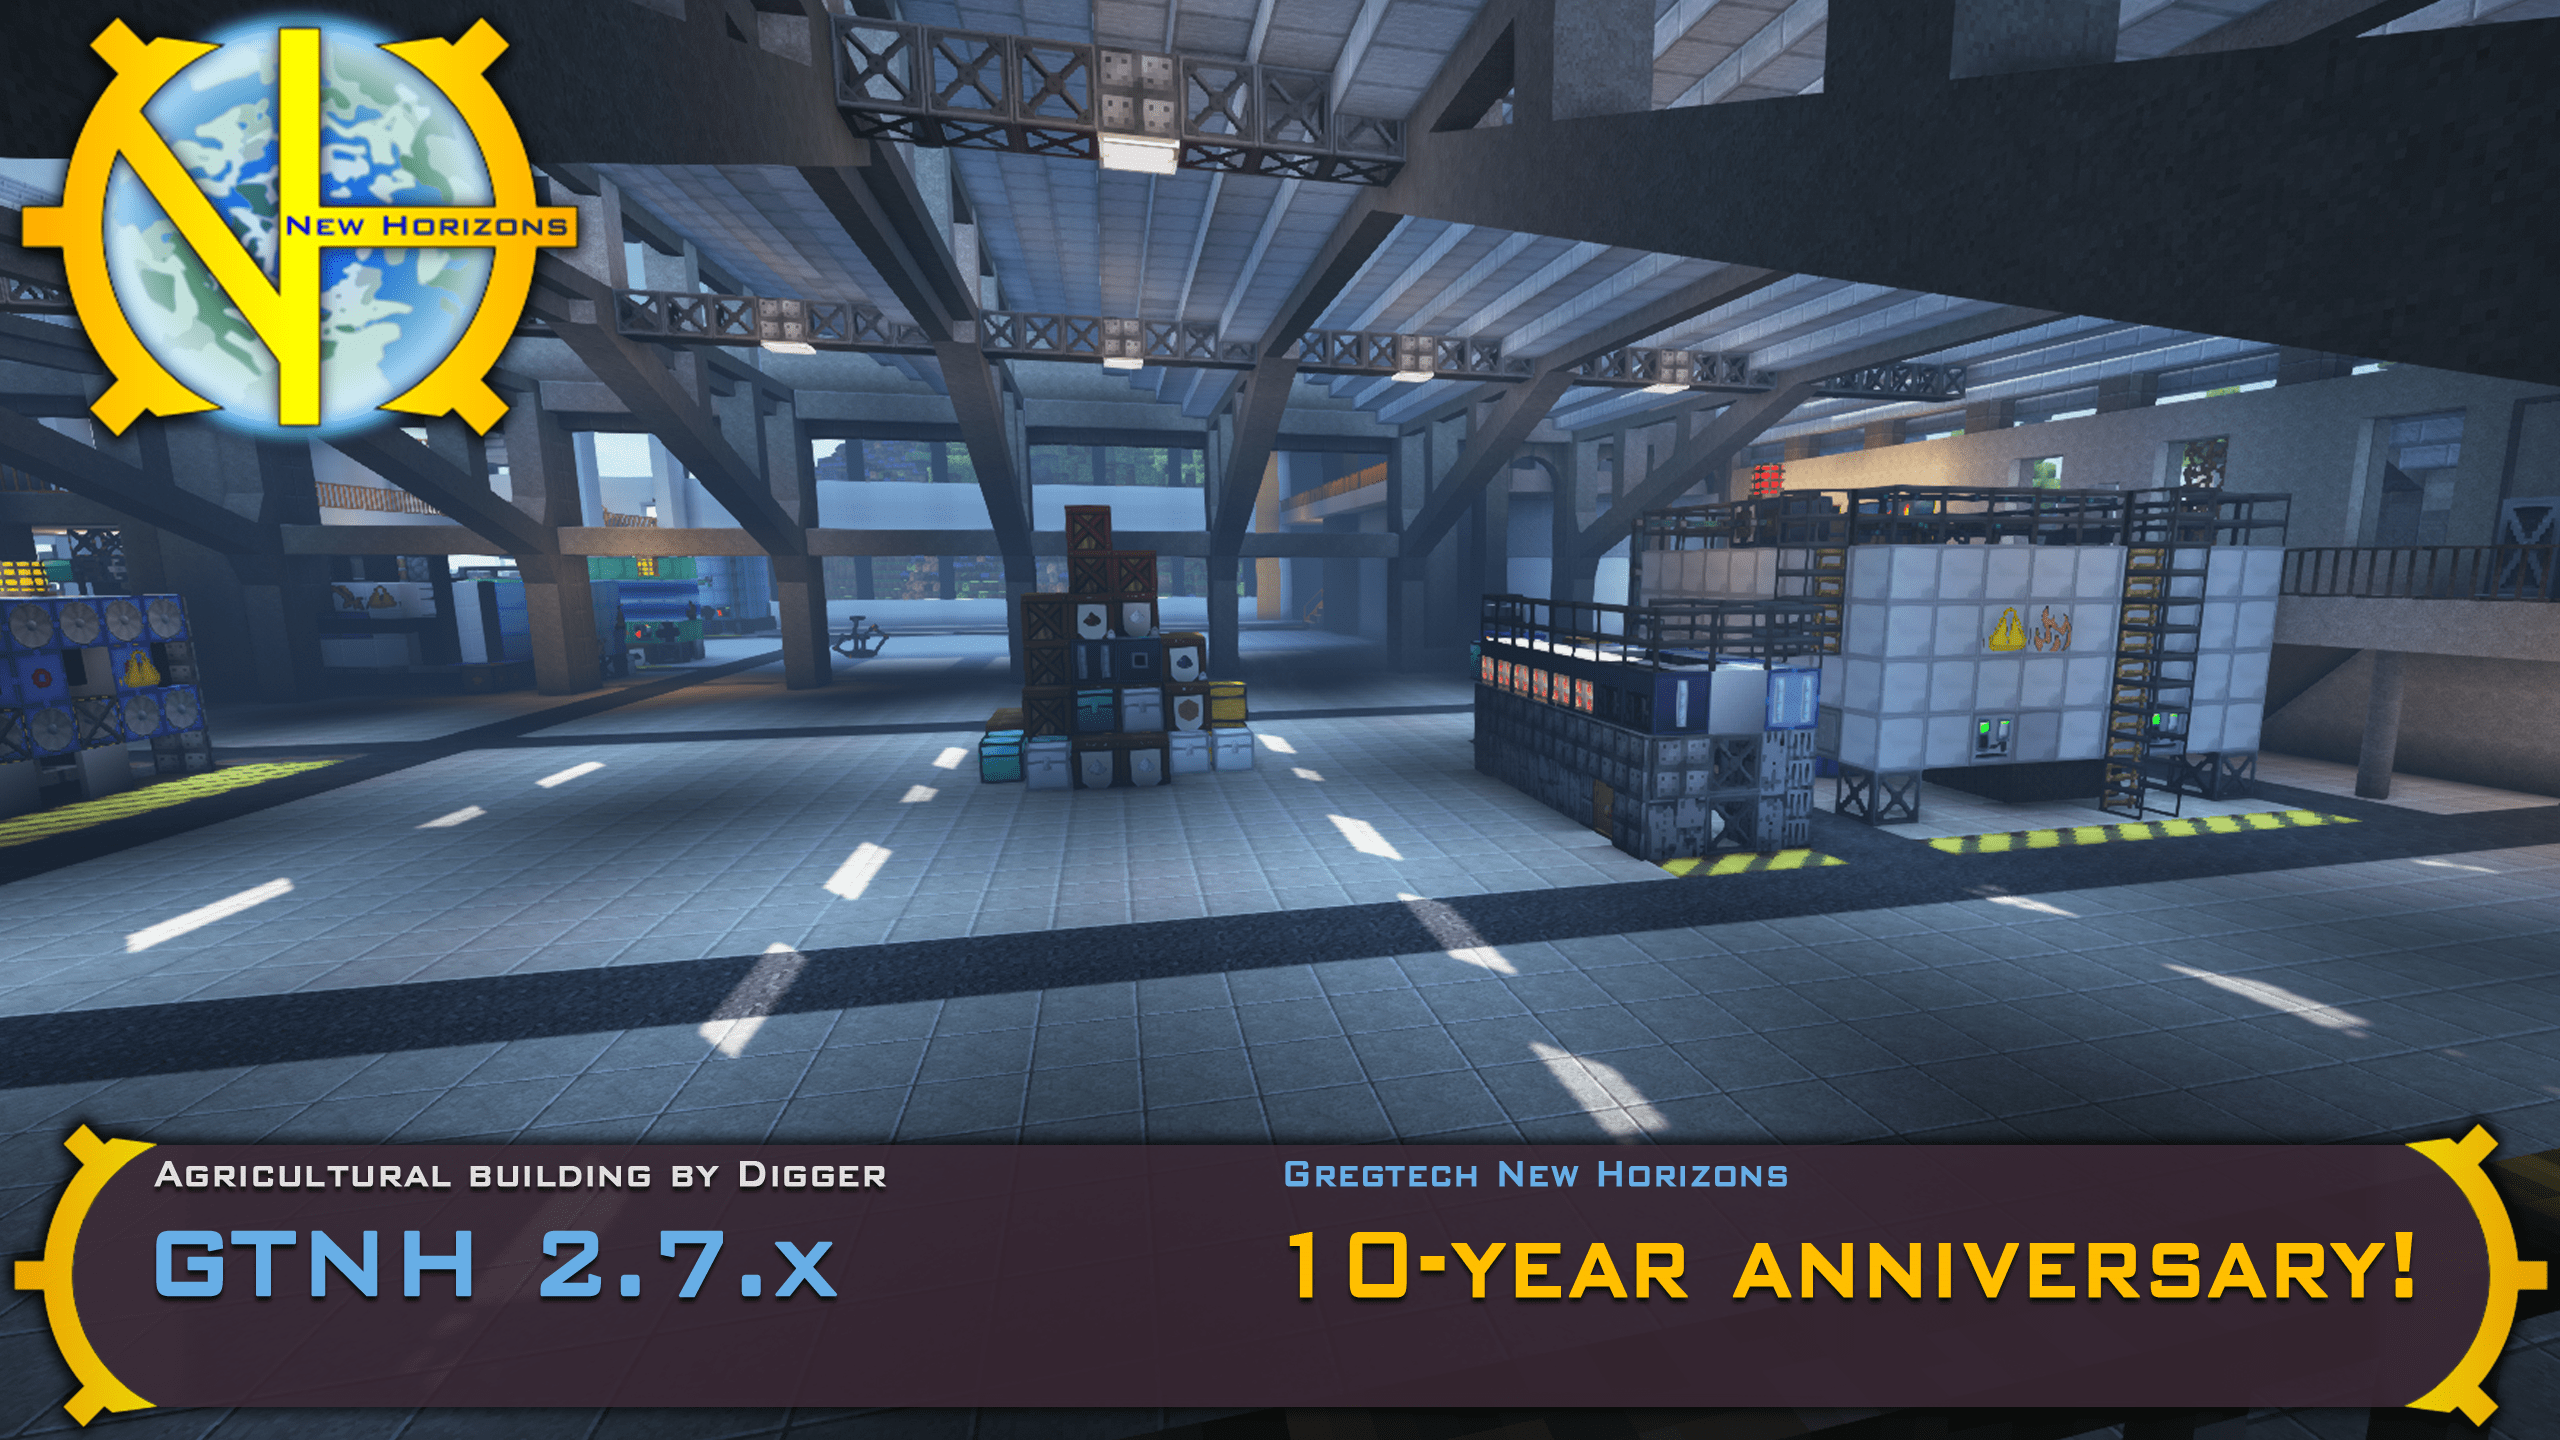 New Horizons
Agricultural building by Digger
GTNH 2.7.x
Gregtech New Horizons
10-year anniversary!